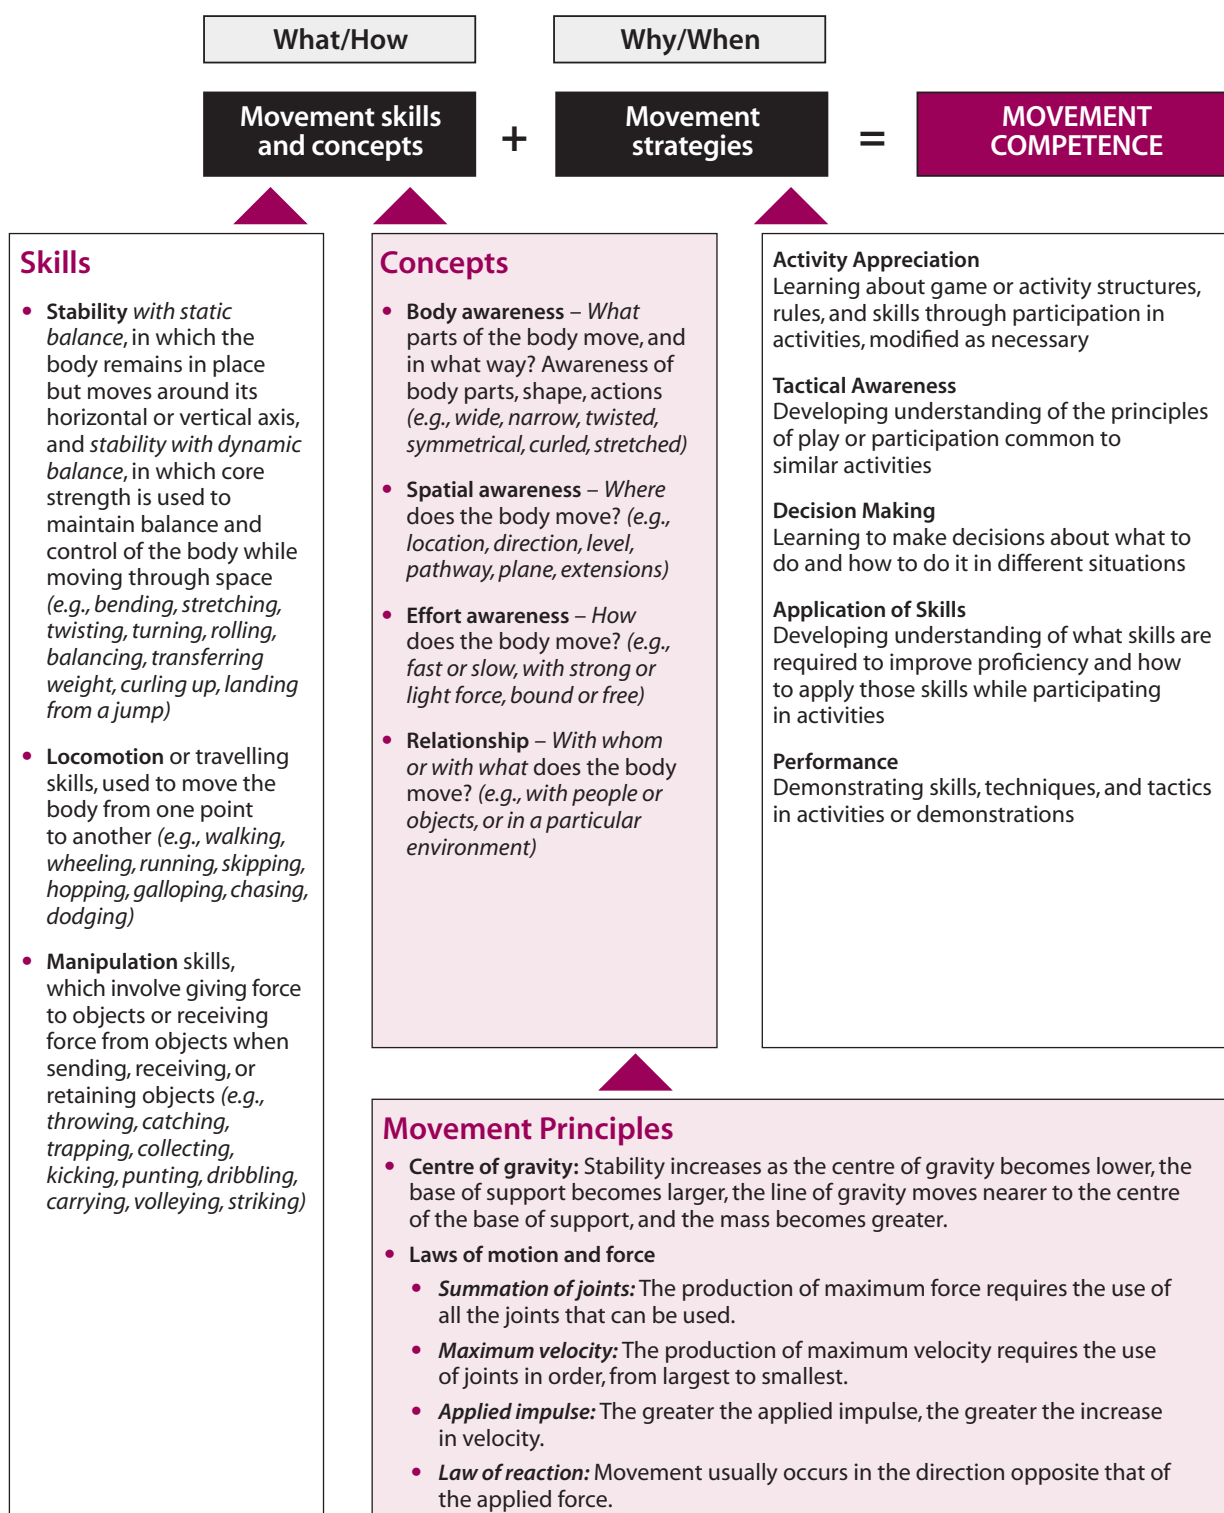 What/How
Why/When
Movement skills
and concepts
+
Movement
strategies
=
MOVEMENT
COMPETENCE
Skills
• Stability with static
balance, in which the
body remains in place
but moves around its
horizontal or vertical axis,
and stability with dynamic
balance, in which core
strength is used to
maintain balance and
control of the body while
moving through space
(e.g., bending, stretching,
twisting, turning, rolling,
balancing, transferring
weight, curling up, landing
from a jump)
• Locomotion or travelling
skills, used to move the
body from one point
to another (e.g., walking,
wheeling, running, skipping,
hopping, galloping, chasing,
dodging)
• Manipulation skills,
which involve giving force
to objects or receiving
force from objects when
sending, receiving, or
retaining objects (e.g.,
throwing, catching,
trapping, collecting,
kicking, punting, dribbling,
carrying, volleying, striking)
Concepts
• Body awareness – What
parts of the body move, and
in what way? Awareness of
body parts, shape, actions
(e.g., wide, narrow, twisted,
symmetrical, curled, stretched)
• Spatial awareness – Where
does the body move? (e.g.,
location, direction, level,
pathway, plane, extensions)
• Effort awareness – How
does the body move? (e.g.,
fast or slow, with strong or
light force, bound or free)
• Relationship – With whom
or with what does the body
move? (e.g., with people or
objects, or in a particular
environment)
Activity Appreciation
Learning about game or activity structures,
rules, and skills through participation in
activities, modified as necessary
Tactical Awareness
Developing understanding of the principles
of play or participation common to
similar activities
Decision Making
Learning to make decisions about what to
do and how to do it in different situations
Application of Skills
Developing understanding of what skills are
required to improve proficiency and how
to apply those skills while participating
in activities
Performance
Demonstrating skills, techniques, and tactics
in activities or demonstrations
Movement Principles
• Centre of gravity: Stability increases as the centre of gravity becomes lower, the
base of support becomes larger, the line of gravity moves nearer to the centre
of the base of support, and the mass becomes greater.
• Laws of motion and force
• Summation of joints: The production of maximum force requires the use of
all the joints that can be used.
• Maximum velocity: The production of maximum velocity requires the use
of joints in order, from largest to smallest.
• Applied impulse: The greater the applied impulse, the greater the increase
in velocity.
• Law of reaction: Movement usually occurs in the direction opposite that of
the applied force.